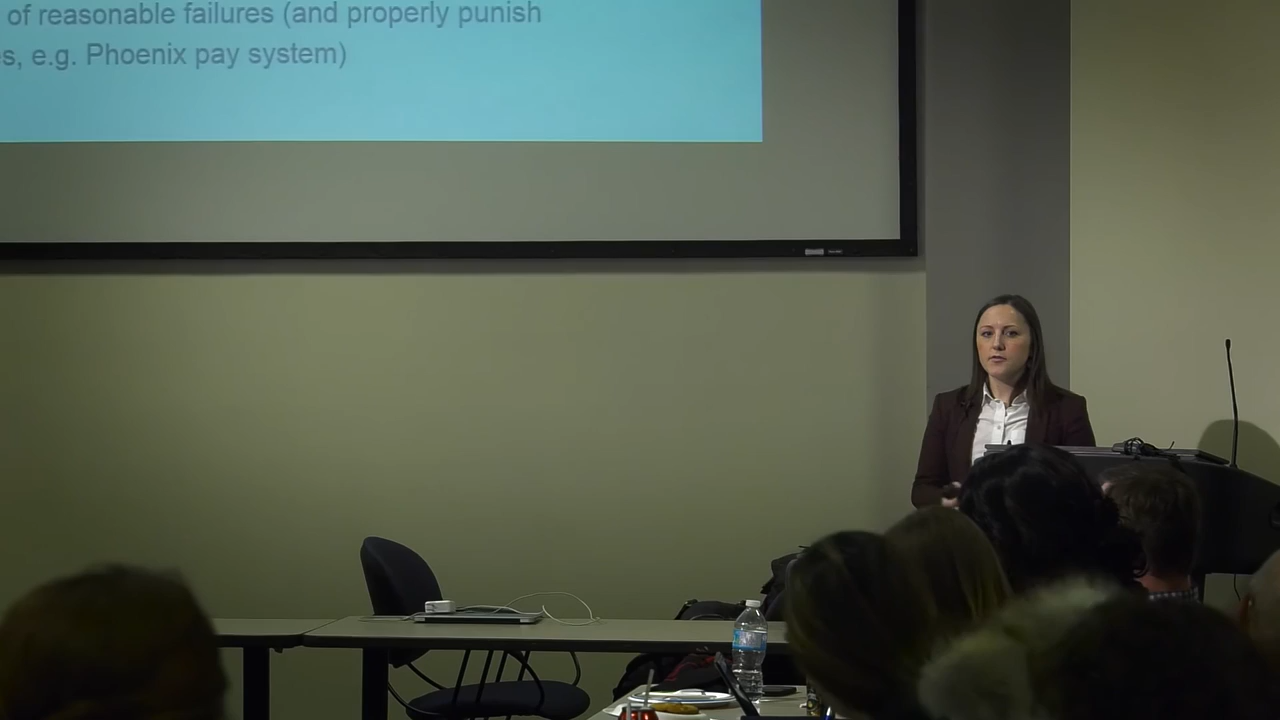 of reasonable failures (and properly punish
s, e.g. Phoenix pay system)